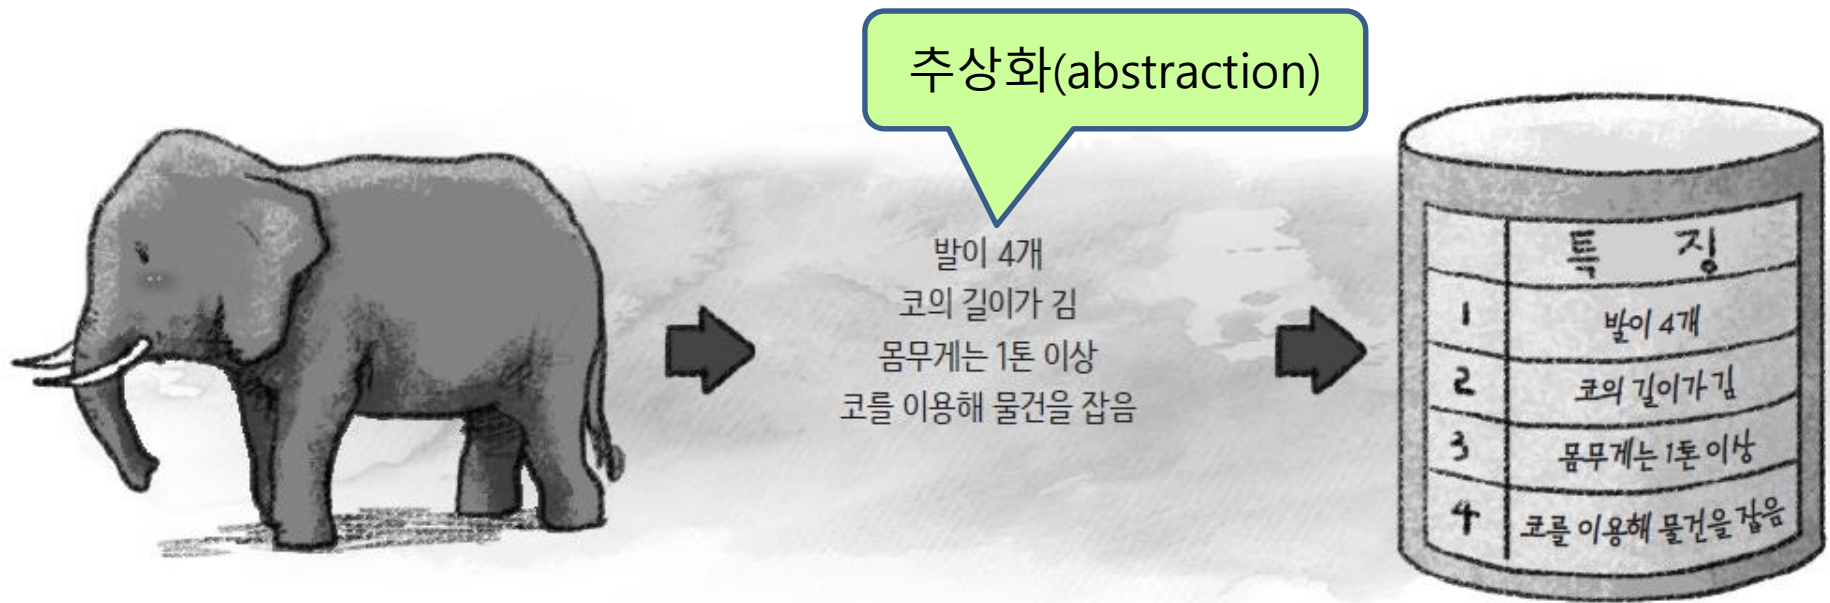 추상화(abstraction)
발이 4개
코의 길이가 김
몸무게는 1톤 이상
코를 이용해 물건을 잡음
특 징
1 발이 4개
2 코의 길이가 김
3 몸무게는 1톤 이상
4 코를 이용해 물건을 잡음